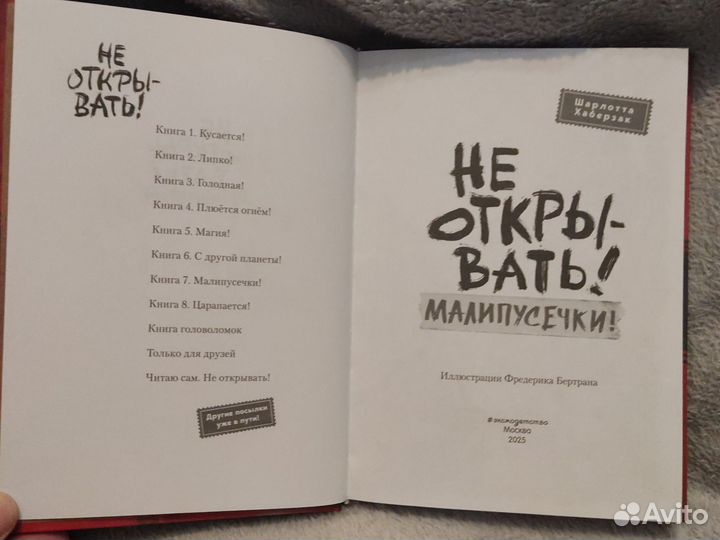 НЕ
ОТКРЫ-
ВАТЬ!
Книга 1. Кусается!
Книга 2. Липко!
Книга 3. Голодная!
Книга 4. Плюётся огнём!
Книга 5. Магия!
Книга 6. С другой планеты!
Книга 7. Малипусечки!
Книга 8. Царапается!
Книга головоломок
Только для друзей
Читаю сам. Не открывать!
Другие посылки
уже в пути!
Шарлотта
Хаберзак
НЕ
ОТКРЫ-
ВАТЬ!
МАЛИПУСЕЧКИ!
Иллюстрации Фредерика Бертрана
#эксмодетство
Москва
2025
Avito